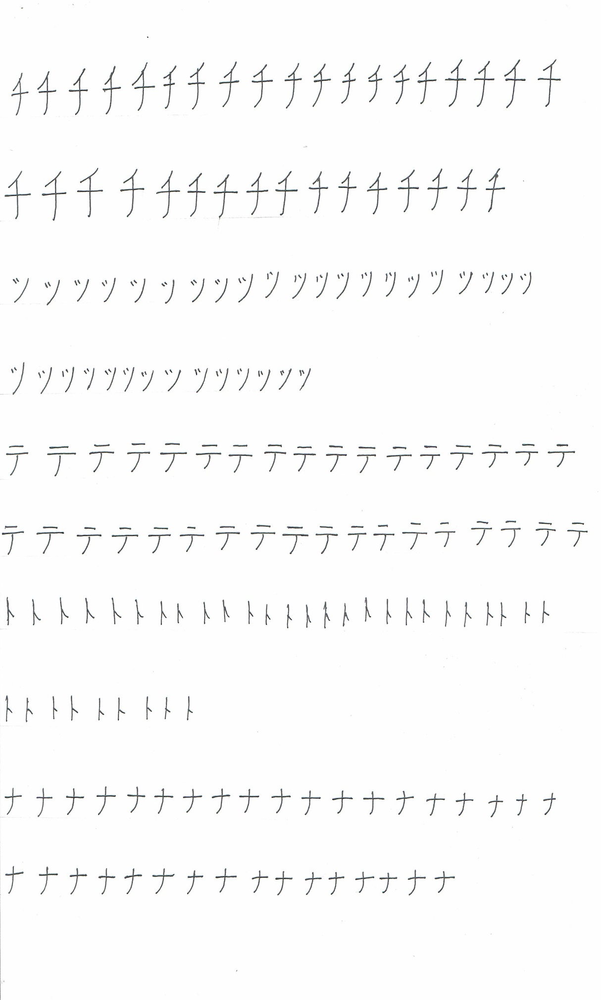 チチチチチチチチチチチチチチチチチチチ
チチチチチチチチチチチチチチチチ
ツツツツツツツツツツツツツツツツツツツツツ
ツツツツツツツツツツツツツツ
テテテテテテテテテテテテテテテテテ
テテテテテテテテテテテテテテテテテテ
トトトトトトトトトトトトトトトトトトトトトトトトトト
トトトトトトトトト
ナナナナナナナナナナナナナナナナナナナ
ナナナナナナナナナナナナナナナナ